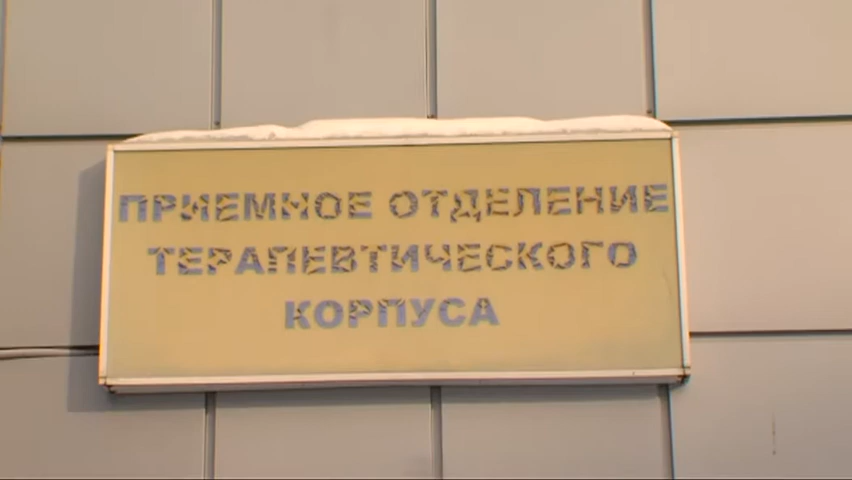 ПРИЕМНОЕ ОТДЕЛЕНИЕ
ТЕРАПЕВТИЧЕСКОГО
КОРПУСА